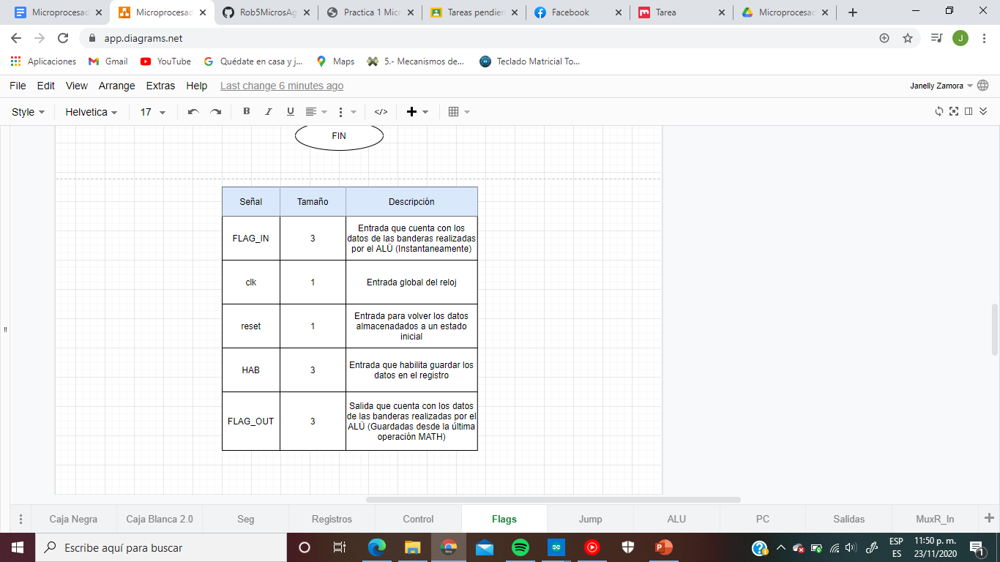 Microprocesad
Microprocesad
Rob5MicrosAg
Practica 1 Micr
Tareas pendien
Facebook
Tarea
Microprocesad
app.diagrams.net
J
Aplicaciones
Gmail
YouTube
Quédate en casa y j...
Maps
5.- Mecanismos de...
Teclado Matricial To...
File Edit View Arrange Extras Help Last change 6 minutes ago
Janelly Zamora
Style Helvetica 17 B I U </>
FIN
Señal Tamaño Descripción
Entrada que cuenta con los
FLAG_IN 3 datos de las banderas realizadas
por el ALÜ (Instantaneamente)
clk 1 Entrada global del reloj
Entrada para volver los datos
reset 1 almacenadados a un estado
inicial
Entrada que habilita guardar los
HAB 3
datos en el registro
Salida que cuenta con los datos
de las banderas realizadas por el
FLAG_OUT 3
ALÜ (Guardadas desde la última
operación MATH)
Caja Negra Caja Blanca 2.0 Seg Registros Control Flags Jump ALU PC Salidas MuxR_In
Escribe aquí para buscar
ESP
ES
11:50 p. m.
23/11/2020
1